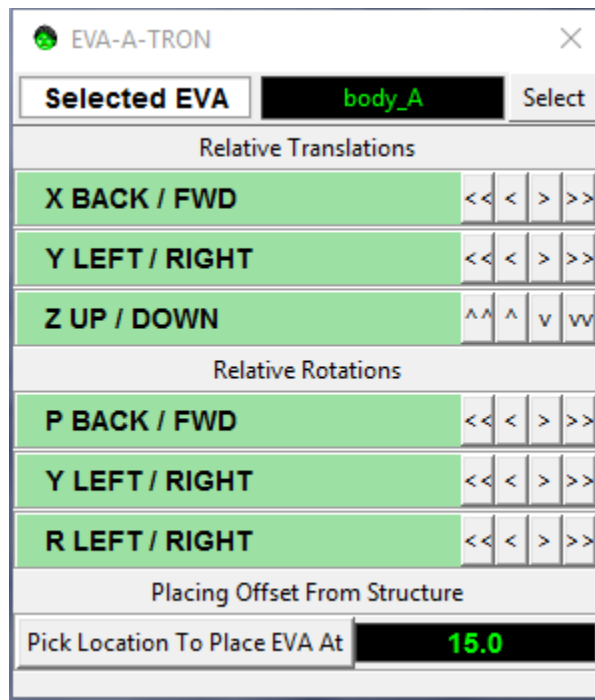 EVA-A-TRON
Selected EVA body_A Select
Relative Translations
X BACK / FWD << < > >>
Y LEFT / RIGHT << < > >>
Z UP / DOWN ^^ ^ v vv
Relative Rotations
P BACK / FWD << < > >>
Y LEFT / RIGHT << < > >>
R LEFT / RIGHT << < > >>
Placing Offset From Structure
Pick Location To Place EVA At 15.0